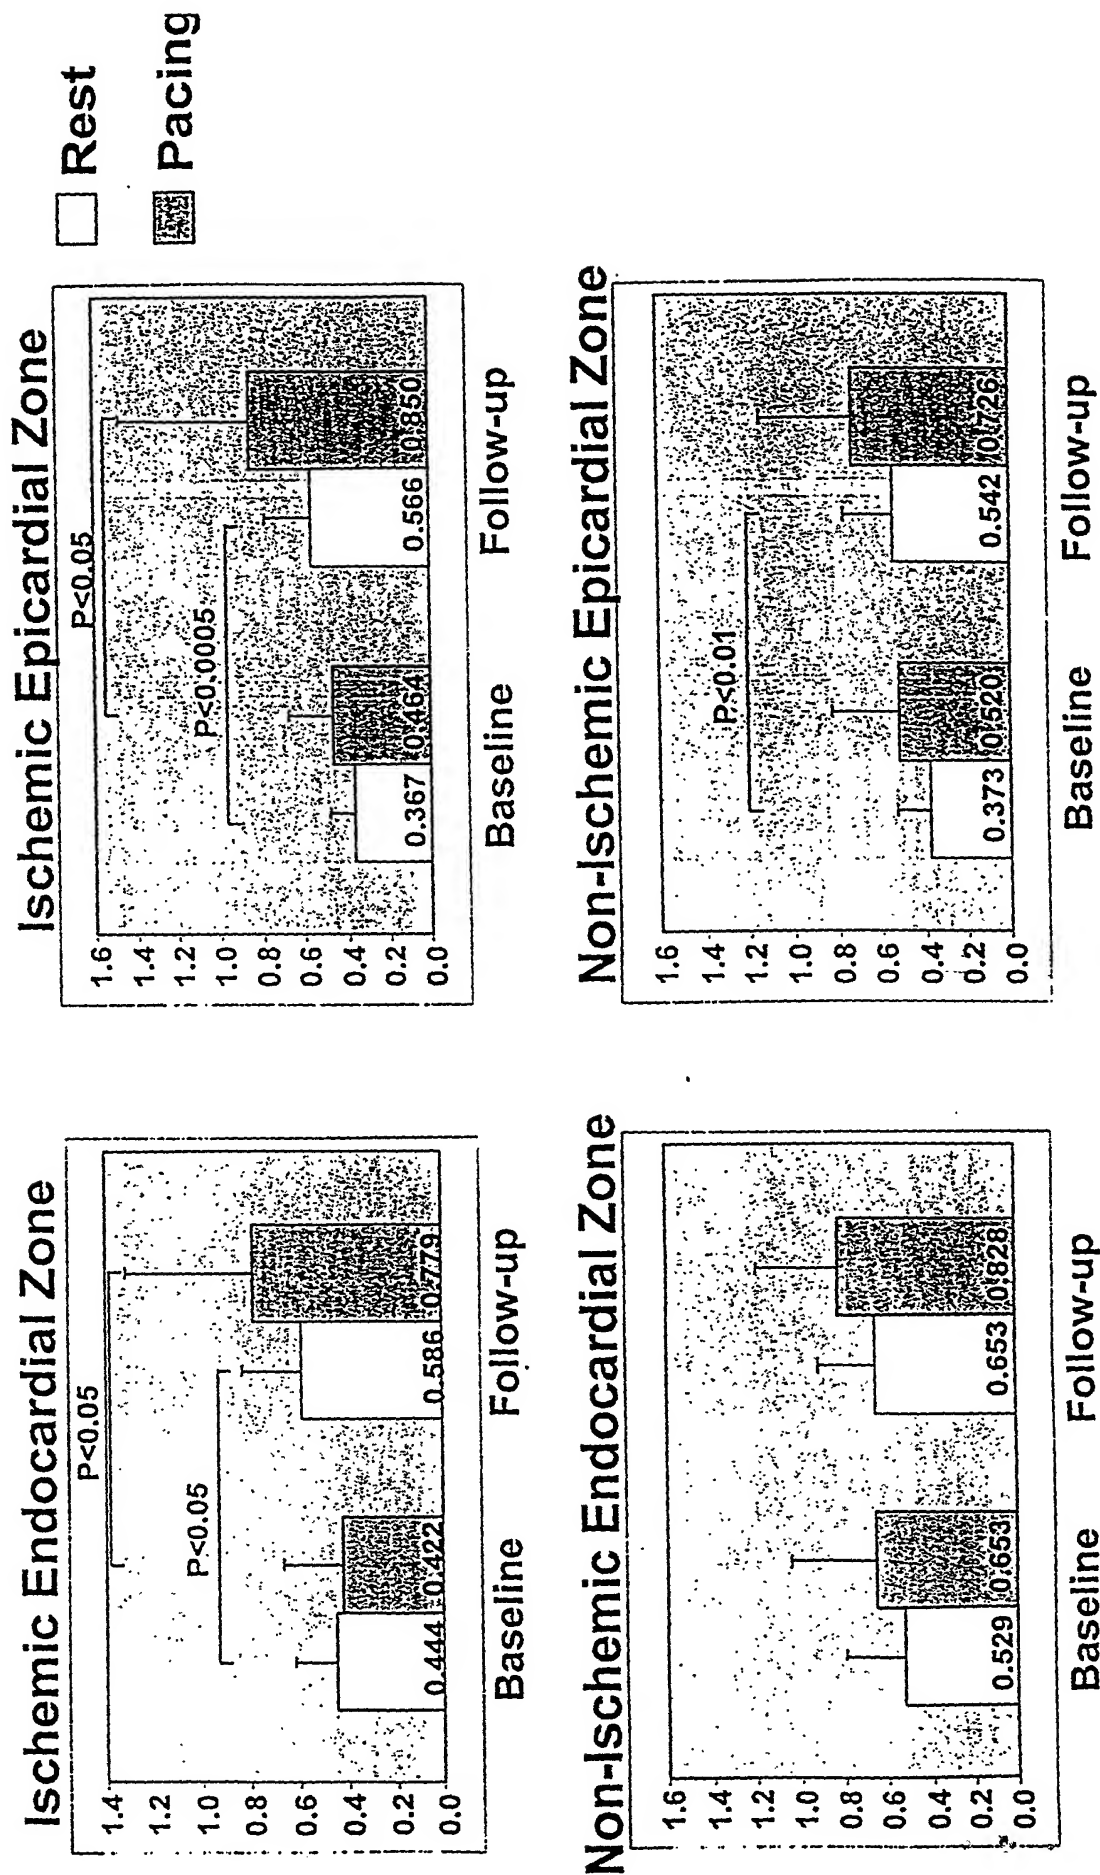 Ischemic Endocardial Zone
P<0.05
P<0.05
1.4
1.2
1.0
0.8
0.6
0.4
0.2
0.0
0.444
0.422
0.586
0.779
Baseline
Follow-up
Ischemic Epicardial Zone
P<0.05
P<0.0005
1.6
1.4
1.2
1.0
0.8
0.6
0.4
0.2
0.0
0.367
0.464
0.566
0.850
Baseline
Follow-up
Rest
Pacing
Non-Ischemic Endocardial Zone
1.6
1.4
1.2
1.0
0.8
0.6
0.4
0.2
0.0
0.529
0.653
0.653
0.828
Baseline
Follow-up
Non-Ischemic Epicardial Zone
P<0.01
1.6
1.4
1.2
1.0
0.8
0.6
0.4
0.2
0.0
0.373
0.520
0.542
0.726
Baseline
Follow-up